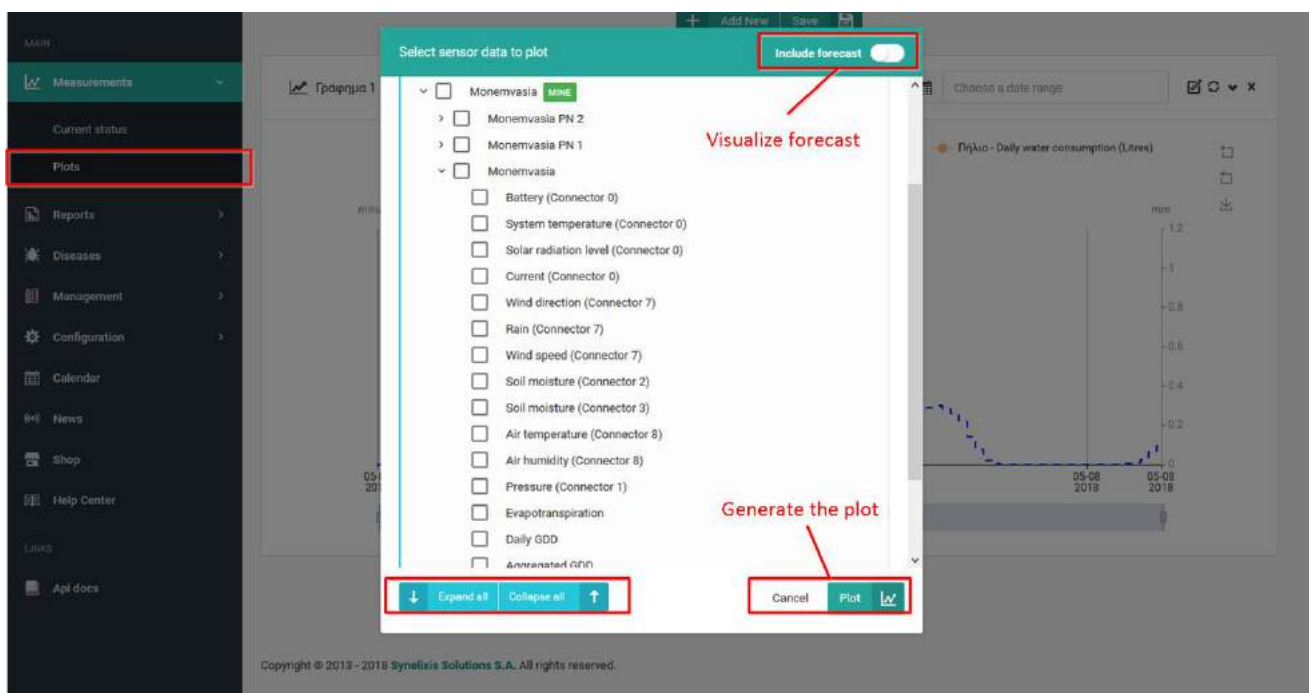 Add New Save
MAIN
Select sensor data to plot
Include forecast
Measurements
Γράφημα 1
Choose a date range
Monemvasia MINE
Monemvasia PN 2
Current status
Visualize forecast
Monemvasia PN 1
Πήλιο - Daily water consumption (Litres)
Plots
Monemvasia
Battery (Connector 0)
Reports
mm
System temperature (Connector 0)
1.2
Diseases
Solar radiation level (Connector 0)
1
Current (Connector 0)
Management
Wind direction (Connector 7)
0.8
Rain (Connector 7)
Configuration
0.6
Wind speed (Connector 7)
Calendar
Soil moisture (Connector 2)
0.4
Soil moisture (Connector 3)
News
0.2
Air temperature (Connector 8)
Shop
Air humidity (Connector 8)
0
05-08
2018
05-08
2018
Pressure (Connector 1)
Help Center
Evapotranspiration
Generate the plot
Daily GDD
LINKS
Aggregated GDD
Api docs
Expand all Collapse all
Cancel Plot
Copyright © 2013 - 2018 Synelixis Solutions S.A. All rights reserved.